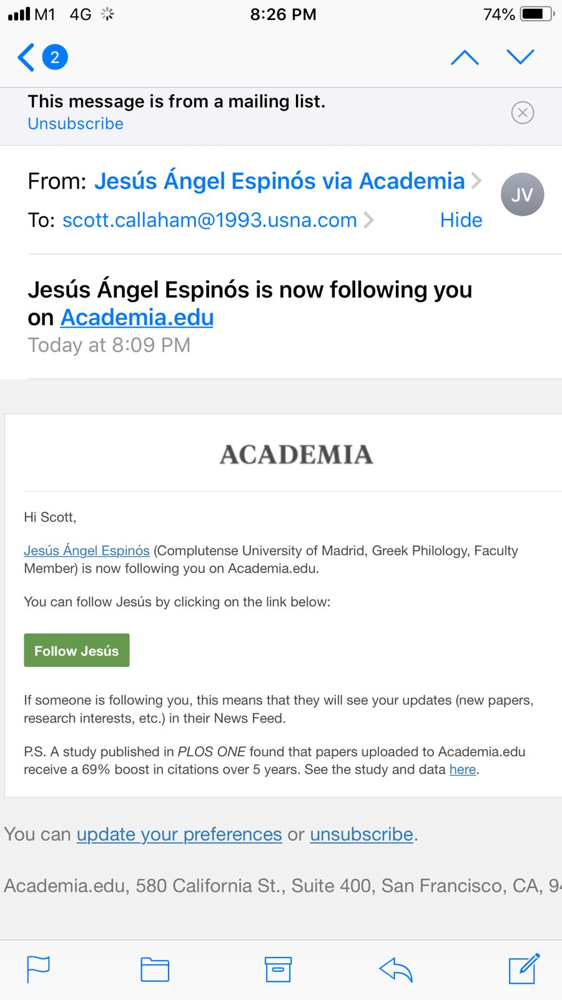 M1 4G 8:26 PM 74%
2
This message is from a mailing list.
Unsubscribe
From: Jesús Ángel Espinós via Academia
JV
To: scott.callaham@1993.usna.com Hide
Jesús Ángel Espinós is now following you
on Academia.edu
Today at 8:09 PM
ACADEMIA
Hi Scott,
Jesús Ángel Espinós (Complutense University of Madrid, Greek Philology, Faculty
Member) is now following you on Academia.edu.
You can follow Jesús by clicking on the link below:
Follow Jesús
If someone is following you, this means that they will see your updates (new papers,
research interests, etc.) in their News Feed.
P.S. A study published in PLOS ONE found that papers uploaded to Academia.edu
receive a 69% boost in citations over 5 years. See the study and data here.
You can update your preferences or unsubscribe.
Academia.edu, 580 California St., Suite 400, San Francisco, CA, 9